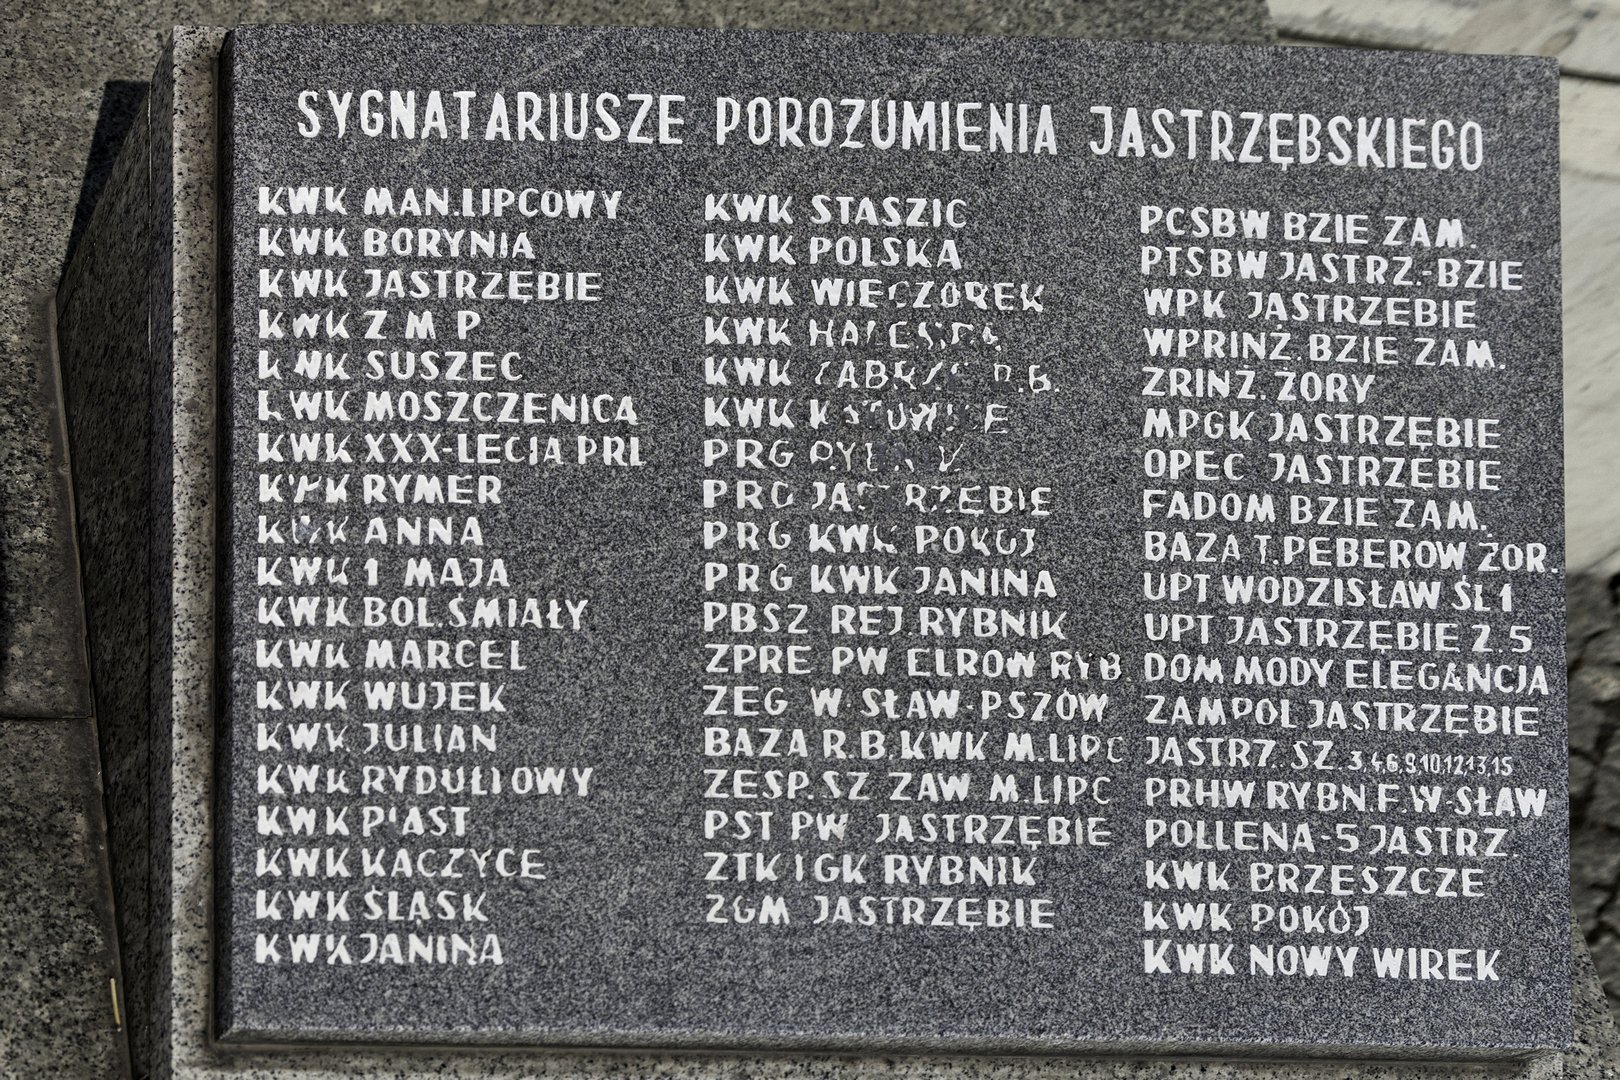 SYGNATARIUSZE POROZUMIENIA JASTRZĘBSKIEGO
KWK MAN.LIPCOWY
KWK BORYNIA
KWK JASTRZĘBIE
KWK Z M P
KWK SUSZEC
KWK MOSZCZENICA
KWK XXX-LECIA PRL
KWK RYMER
KWK ANNA
KWK 1 MAJA
KWK BOL.ŚMIAŁY
KWK MARCEL
KWK WUJEK
KWK JULIAN
KWK RYDUŁTOWY
KWK PIAST
KWK KACZYCE
KWK ŚLĄSK
KWK JANINA
KWK STASZIC
KWK POLSKA
KWK WIECZOREK
KWK HALEMBA
KWK ZABRZE
KWK KATOWICE
PRG
PRG JASTRZĘBIE
PRG KWK POKÓJ
PRG KWK JANINA
PBSZ REJ.RYBNIK
ZPRE PW ELROW RYB.
ZEG W-SŁAW-PSZÓW
BAZA R.B.KWK M.LIPC
ZESP.SZ ZAW M.LIPC
PST PW JASTRZĘBIE
ZTK I GK RYBNIK
ZGM JASTRZĘBIE
PCSBW BZIE ZAM.
PTSBW JASTRZ.-BZIE
WPK JASTRZĘBIE
WPRINŻ.BZIE ZAM.
ZRINŻ.ŻORY
MPGK JASTRZĘBIE
OPEC JASTRZĘBIE
FADOM BZIE ZAM.
BAZA T.PEBEROW ŻOR.
UPT WODZISŁAW ŚL1
UPT JASTRZĘBIE 2.5
DOM MODY ELEGANCJA
ZAMPOL JASTRZĘBIE
JASTRZ.SZ.3,4,6,9,10,12,13,15
PRHW RYBN.F.W-SŁAW
POLLENA-5 JASTRZ.
KWK BRZESZCZE
KWK POKÓJ
KWK NOWY WIREK